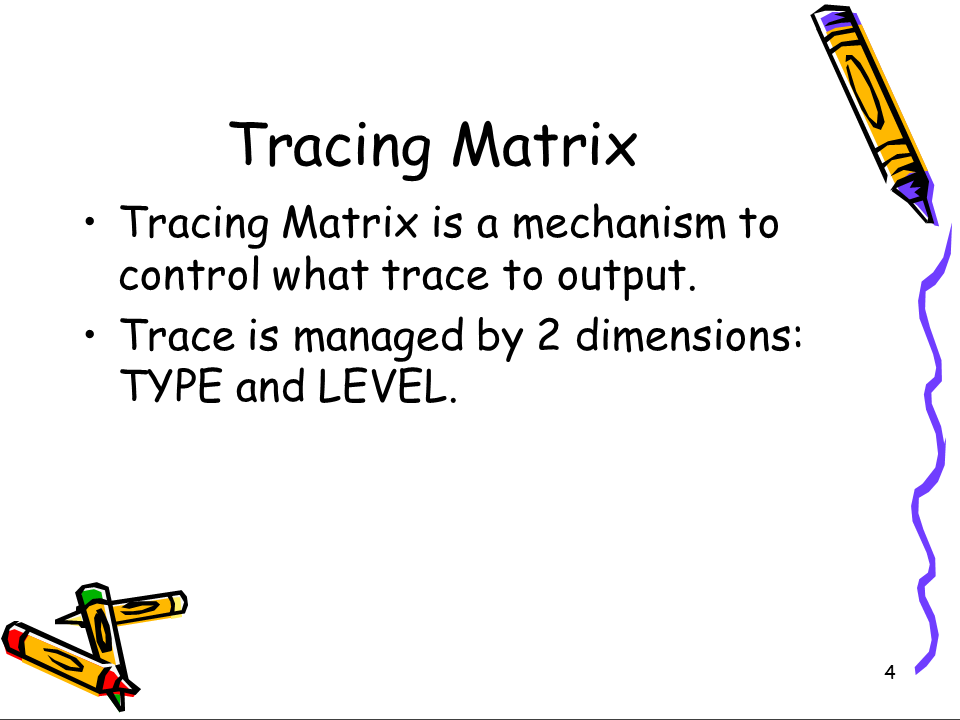 Tracing Matrix
• Tracing Matrix is a mechanism to
control what trace to output.
• Trace is managed by 2 dimensions:
TYPE and LEVEL.
4